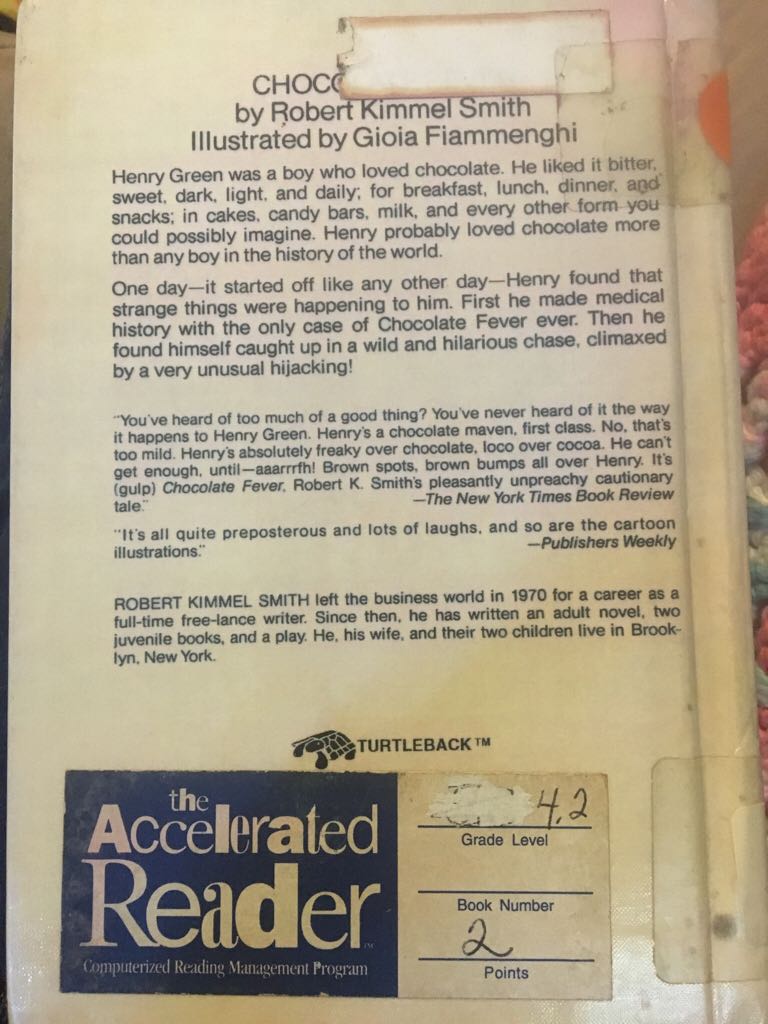 CHOC
by Robert Kimmel Smith
Illustrated by Gioia Fiammenghi
Henry Green was a boy who loved chocolate. He liked it bitter,
sweet, dark, light, and daily; for breakfast, lunch, dinner, and
snacks; in cakes, candy bars, milk, and every other form you
could possibly imagine. Henry probably loved chocolate more
than any boy in the history of the world.
One day—it started off like any other day—Henry found that
strange things were happening to him. First he made medical
history with the only case of Chocolate Fever ever. Then he
found himself caught up in a wild and hilarious chase, climaxed
by a very unusual hijacking!
"You've heard of too much of a good thing? You've never heard of it the way
it happens to Henry Green. Henry's a chocolate maven, first class. No, that's
too mild. Henry's absolutely freaky over chocolate, loco over cocoa. He can't
get enough, until—aaarrrfh! Brown spots, brown bumps all over Henry. It's
(gulp) Chocolate Fever, Robert K. Smith's pleasantly unpreachy cautionary
tale." —The New York Times Book Review
"It's all quite preposterous and lots of laughs, and so are the cartoon
illustrations." —Publishers Weekly
ROBERT KIMMEL SMITH left the business world in 1970 for a career as a
full-time free-lance writer. Since then, he has written an adult novel, two
juvenile books, and a play. He, his wife, and their two children live in Brook-
lyn, New York.
TURTLEBACK™
the
Accelerated
Reader
Computerized Reading Management Program
4.2
Grade Level
Book Number
2
Points